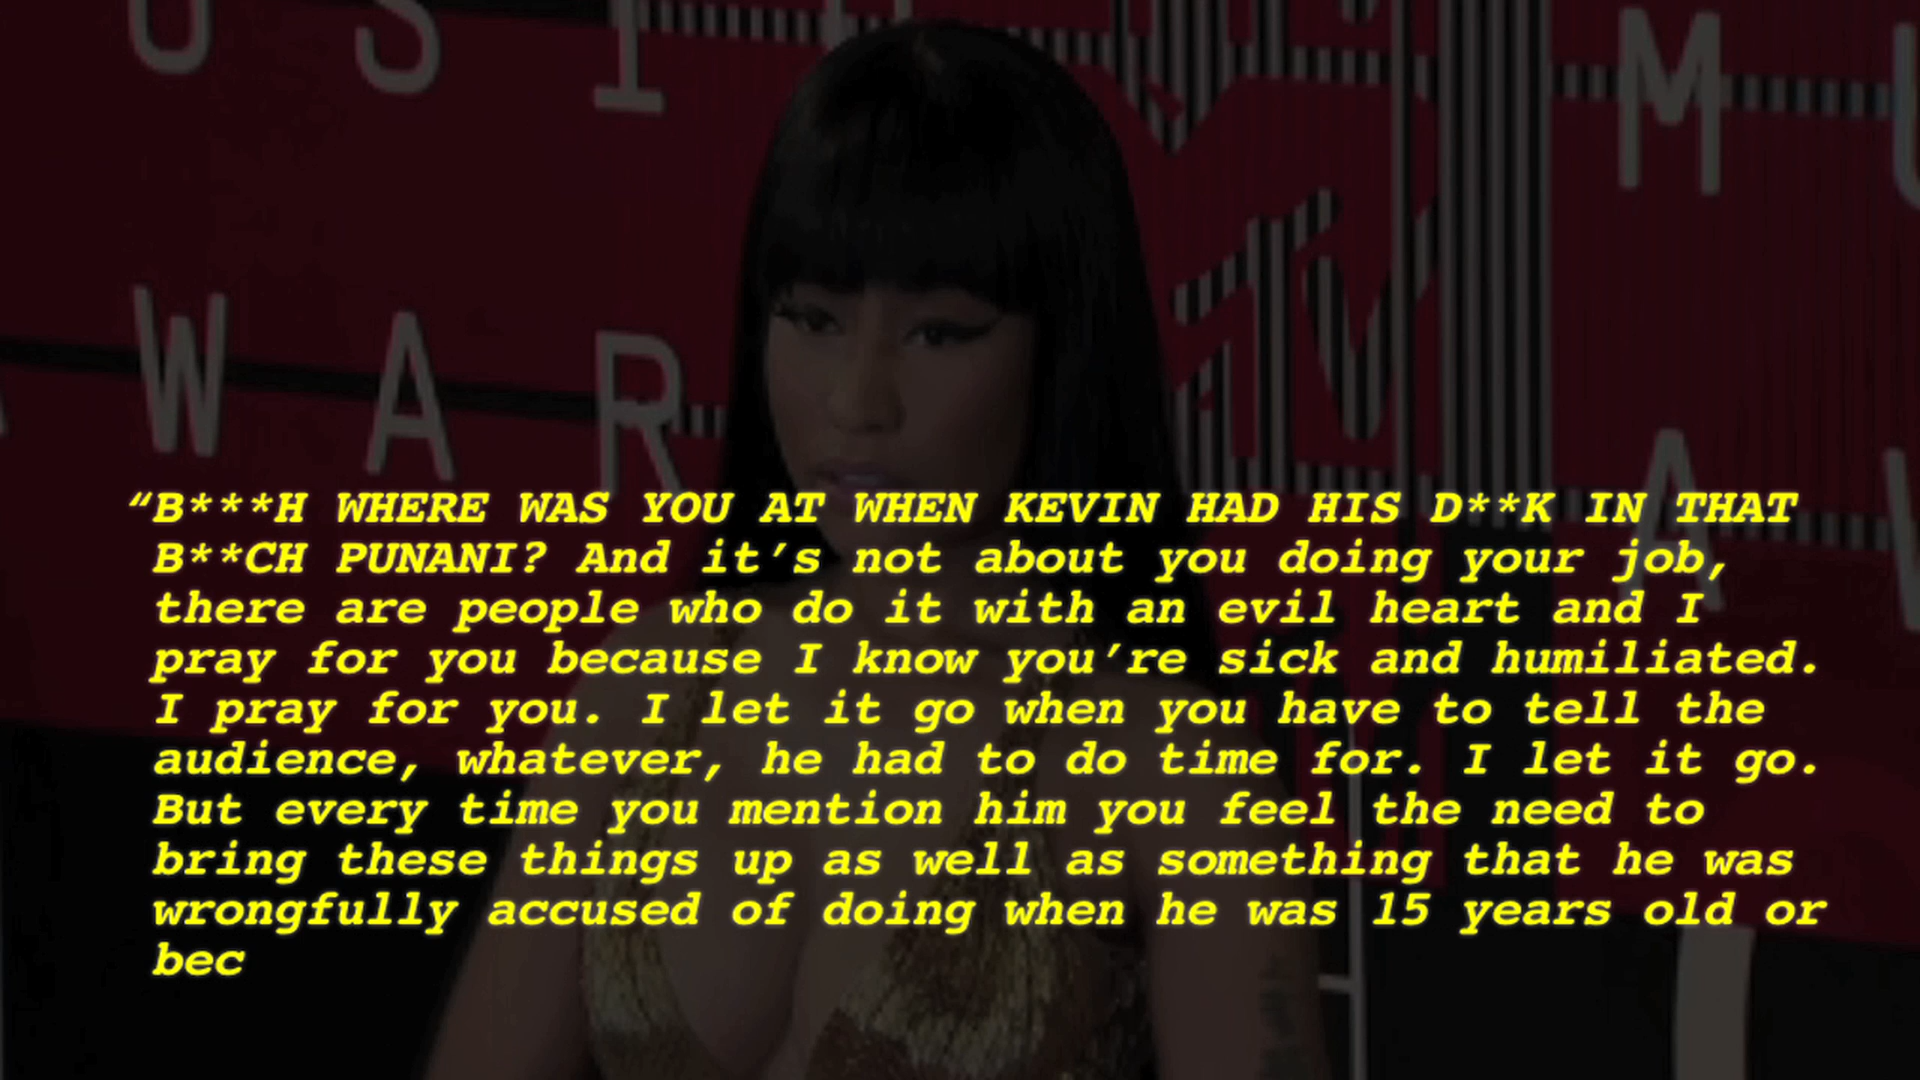 U S I M U
A W A R A W
“B***H WHERE WAS YOU AT WHEN KEVIN HAD HIS D**K IN THAT
B**CH PUNANI? And it’s not about you doing your job,
there are people who do it with an evil heart and I
pray for you because I know you’re sick and humiliated.
I pray for you. I let it go when you have to tell the
audience, whatever, he had to do time for. I let it go.
But every time you mention him you feel the need to
bring these things up as well as something that he was
wrongfully accused of doing when he was 15 years old or
bec